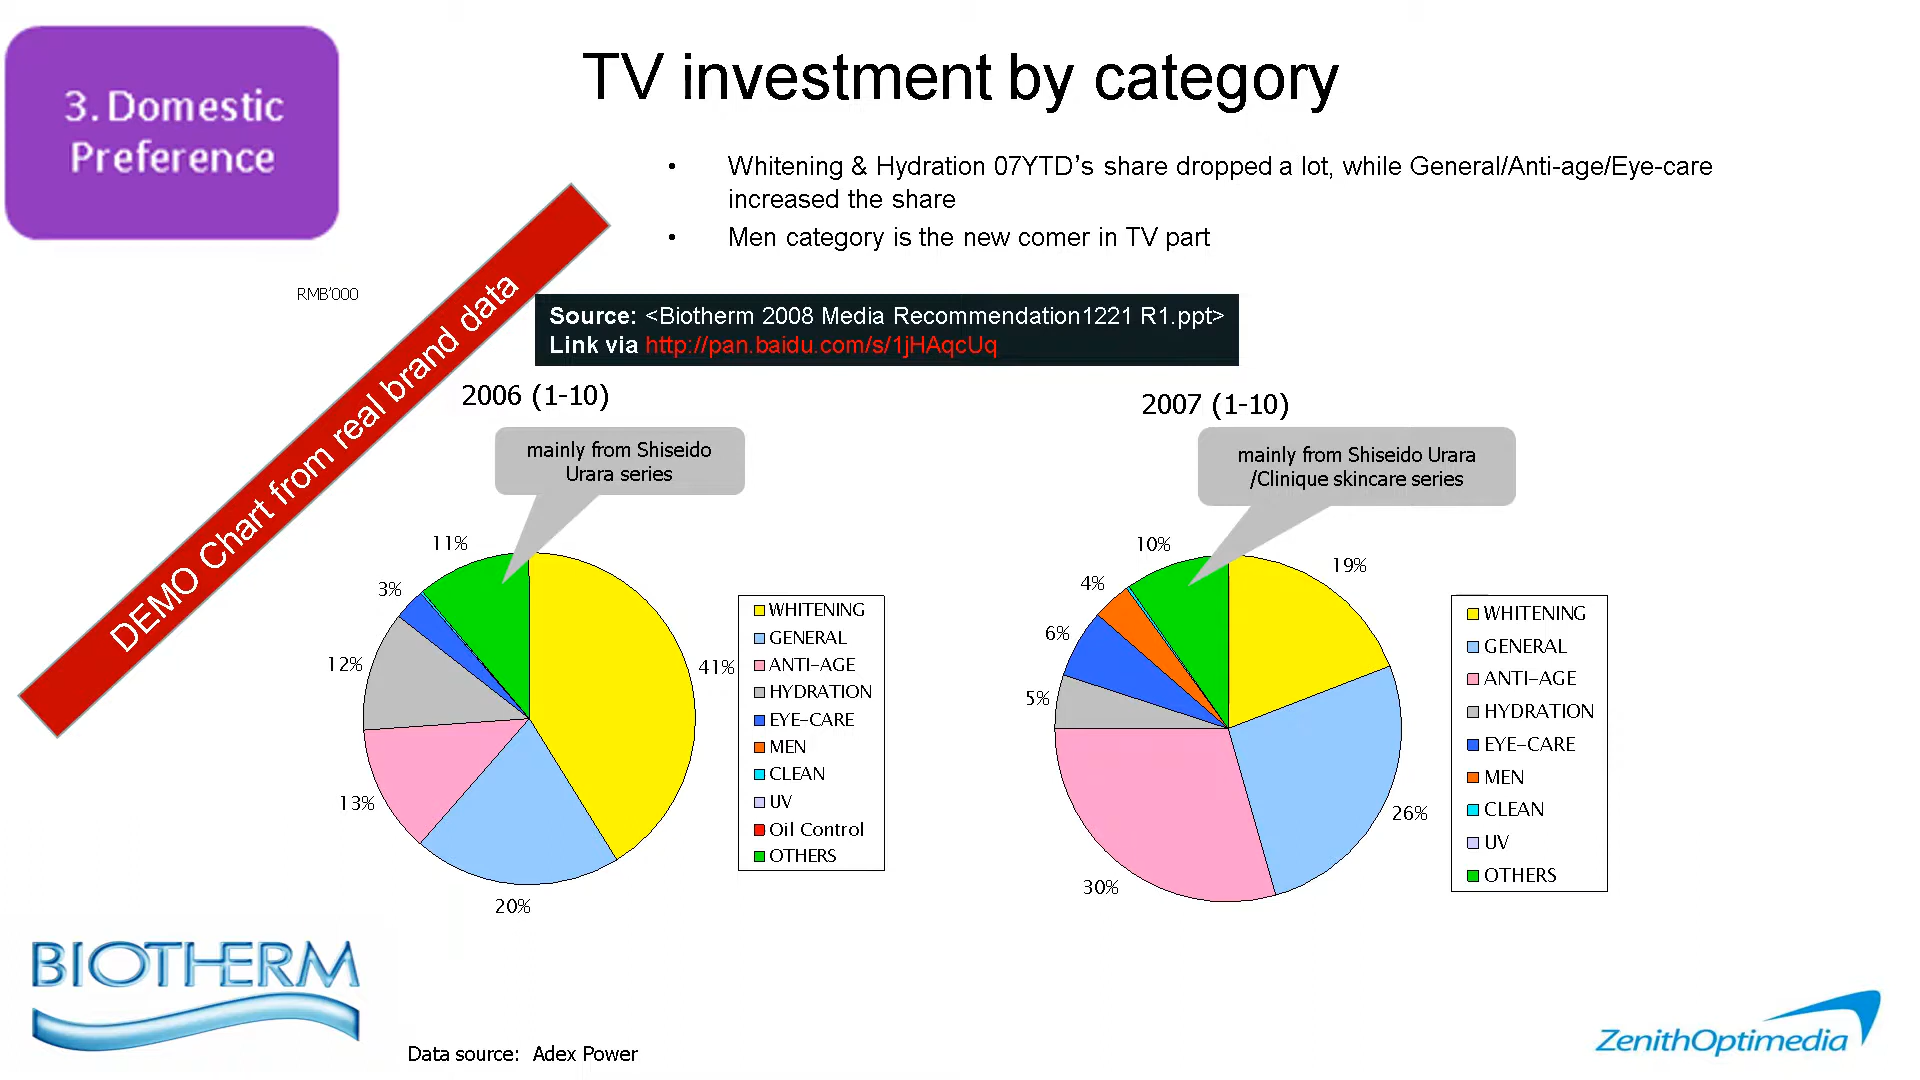 3. Domestic
Preference
TV investment by category
• Whitening & Hydration 07YTD’s share dropped a lot, while General/Anti-age/Eye-care
increased the share
• Men category is the new comer in TV part
RMB'000
DEMO Chart from real brand data
Source: <Biotherm 2008 Media Recommendation1221 R1.ppt>
Link via http://pan.baidu.com/s/1jHAqcUq
2006 (1-10)
mainly from Shiseido
Urara series
11%
3%
12%
13%
20%
41%
WHITENING
GENERAL
ANTI-AGE
HYDRATION
EYE-CARE
MEN
CLEAN
UV
Oil Control
OTHERS
2007 (1-10)
mainly from Shiseido Urara
/Clinique skincare series
10%
4%
6%
5%
30%
26%
19%
WHITENING
GENERAL
ANTI-AGE
HYDRATION
EYE-CARE
MEN
CLEAN
UV
OTHERS
BIOTHERM
Data source: Adex Power
ZenithOptimedia